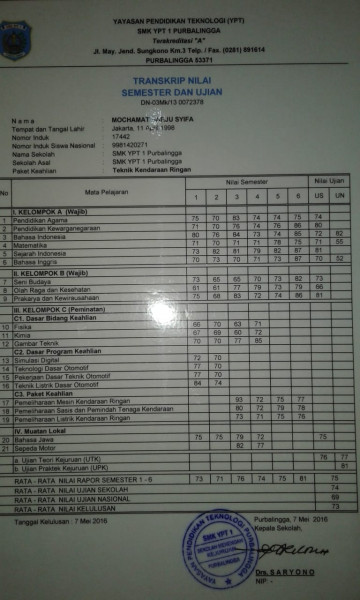 YAYASAN PENDIDIKAN TEKNOLOGI (YPT)
SMK YPT 1 PURBALINGGA
Terakreditasi "A"
Jl. May. Jend. Sungkono Km.3 Telp. / Fax. (0281) 891614
PURBALINGGA 53371
TRANSKRIP NILAI
SEMESTER DAN UJIAN
DN-03Mk/13 0072378
Nama : MOCHAMAT SYIFA
Tempat dan Tangal Lahir : Jakarta, 11 1998
Nomor Induk : 17442
Nomor Induk Siswa Nasional : 9981420271
Nama Sekolah : SMK YPT 1 Purbalingga
Sekolah Asal : SMK YPT 1 Purbalingga
Paket Keahlian : Teknik Kendaraan Ringan
No Mata Pelajaran Nilai Semester Nilai Ujian
1 2 3 4 5 6 US UN
I. KELOMPOK A (Wajib)
1 Pendidikan Agama 75 70 83 74 74 75 74
2 Pendidikan Kewarganegaraan 71 70 76 74 76 86 80
3 Bahasa Indonesia 80 76 84 73 74 85 72 82
4 Matematika 71 70 71 71 78 75 71 55
5 Sejarah Indonesia 73 82 81 79 82 87 81
6 Bahasa Inggris 73 70 71 83 73 87 70 52
II. KELOMPOK B (Wajib)
7 Seni Budaya 73 65 65 70 73 82 73
8 Olah Raga dan Kesehatan 61 61 77 79 73 79 66
9 Prakarya dan Kewirausahaan 75 68 83 72 74 86 81
III. KELOMPOK C (Peminatan)
C1. Dasar Bidang Keahlian
10 Fisika 66 70 63 71
11 Kimia 67 68 60 72
12 Gambar Teknik 70 70 77 85
C2. Dasar Program Keahlian
13 Simulasi Digital 72 70
14 Teknologi Dasar Otomotif 77 70
15 Pekerjaan Dasar Teknik Otomotif 77 70
16 Teknik Listrik Dasar Otomotif 84 74
C3. Paket Keahlian
17 Pemeliharaan Mesin Kendaraan Ringan 93 72 75 77
18 Pemeliharaan Sasis dan Pemindah Tenaga Kendaraan 80 72 79 78
19 Pemeliharaan Listrik Kendaraan Ringan 73 71 75 76
IV. Muatan Lokal
20 Bahasa Jawa 75 75 79 72 75
21 Sepeda Motor 82 77
a. Ujian Teori Kejuruan (UTK) 76 77
b. Ujian Praktek Kejuruan (UPK) 81
RATA - RATA NILAI RAPOR SEMESTER 1 - 6 73 71 76 74 75 81 75
RATA - RATA NILAI UJIAN SEKOLAH 74
RATA - RATA NILAI UJIAN NASIONAL 69
RATA - RATA NILAI KELULUSAN 73
Tanggal Kelulusan : 7 Mei 2016
Purbalingga, 7 Mei 2016
Kepala Sekolah,
YAYASAN PENDIDIKAN TEKNOLOGI PURBALINGGA
SMK YPT 1
Drs. SARYONO
NIP. -